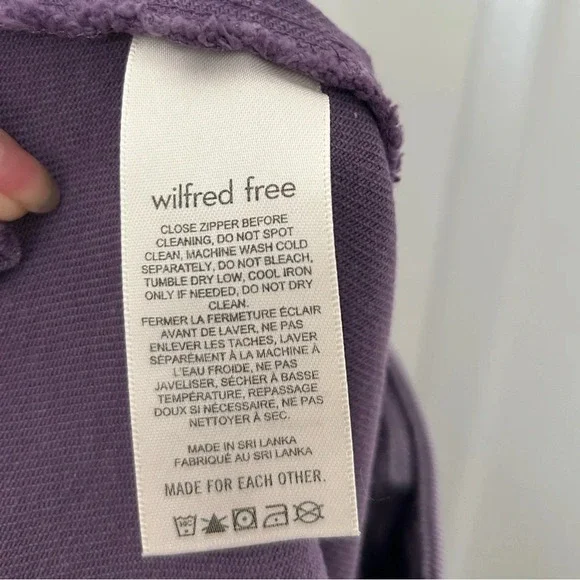 wilfred free
CLOSE ZIPPER BEFORE
CLEANING, DO NOT SPOT
CLEAN, MACHINE WASH COLD
SEPARATELY, DO NOT BLEACH,
TUMBLE DRY LOW, COOL IRON
ONLY IF NEEDED, DO NOT DRY
CLEAN.
FERMER LA FERMETURE ÉCLAIR
AVANT DE LAVER, NE PAS
ENLEVER LES TACHES, LAVER
SÉPARÉMENT À LA MACHINE À
L'EAU FROIDE, NE PAS
JAVELISER, SÉCHER À BASSE
TEMPÉRATURE, REPASSAGE
DOUX SI NÉCESSAIRE, NE PAS
NETTOYER À SEC.
MADE IN SRI LANKA
FABRIQUÉ AU SRI LANKA
MADE FOR EACH OTHER.